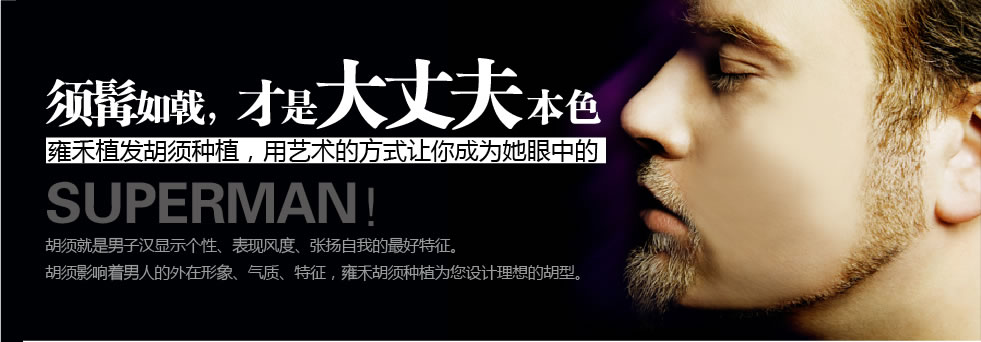 须髯如戟，才是大丈夫本色
雍禾植发胡须种植，用艺术的方式让你成为她眼中的
SUPERMAN！
胡须就是男子汉显示个性、表现风度、张扬自我的最好特征。
胡须影响着男人的外在形象、气质、特征，雍禾胡须种植为您设计理想的胡型。